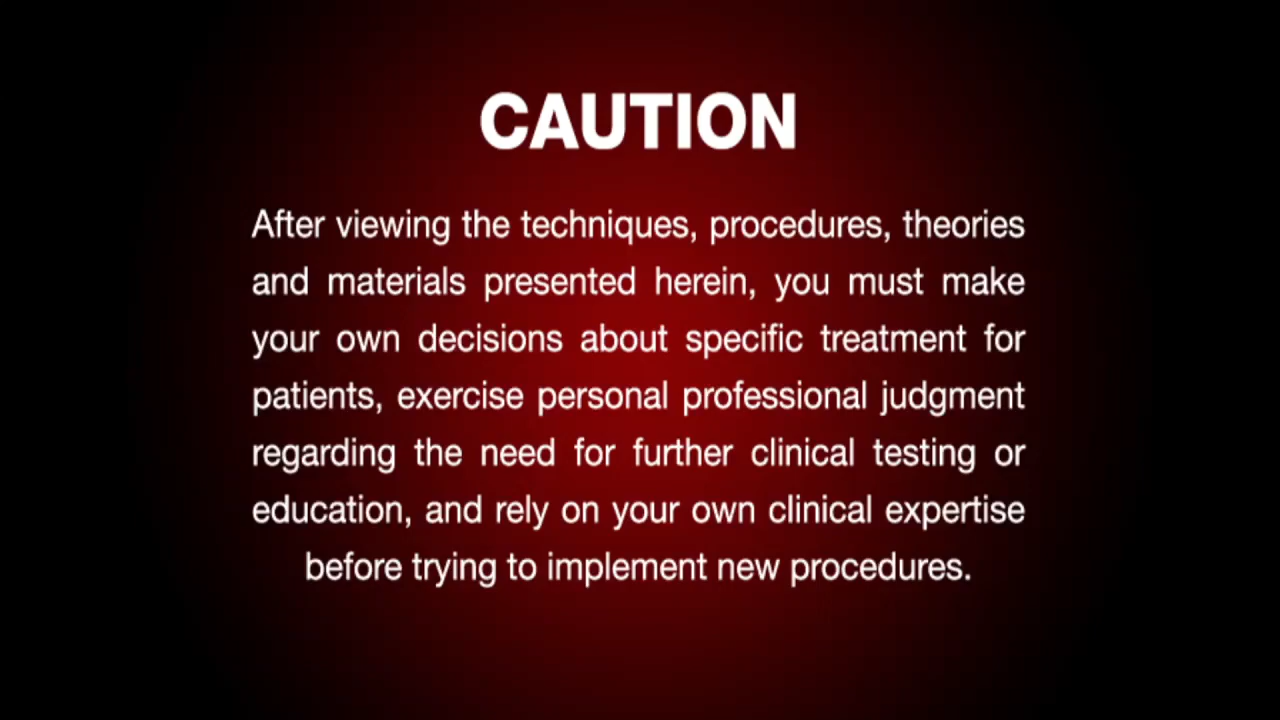 CAUTION
After viewing the techniques, procedures, theories
and materials presented herein, you must make
your own decisions about specific treatment for
patients, exercise personal professional judgment
regarding the need for further clinical testing or
education, and rely on your own clinical expertise
before trying to implement new procedures.